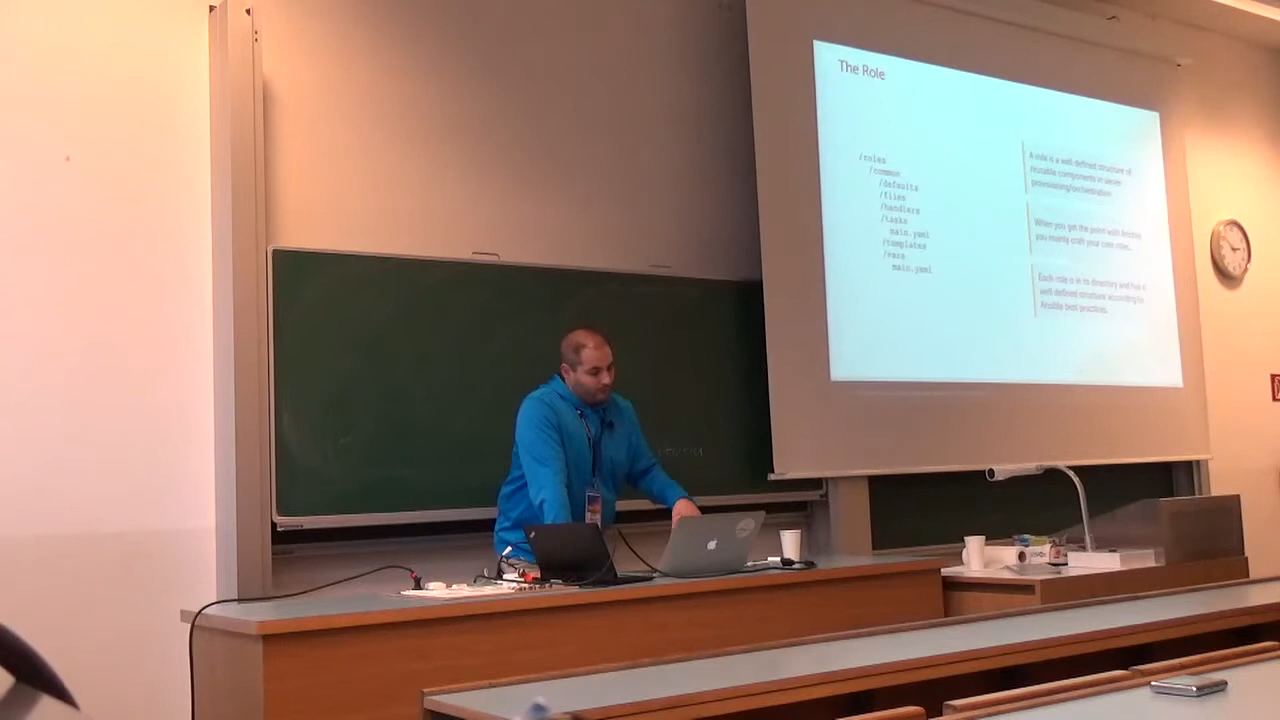 The Role
/roles
/common
/defaults
/files
/handlers
/tasks
main.yaml
/templates
/vars
main.yaml
A role is a well defined structure of
reusable components in server
provisioning/orchestration
When you get the point with Ansible
you mainly craft your own roles.
Each role is in its directory and has a
well defined structure according to
Ansible best practices.